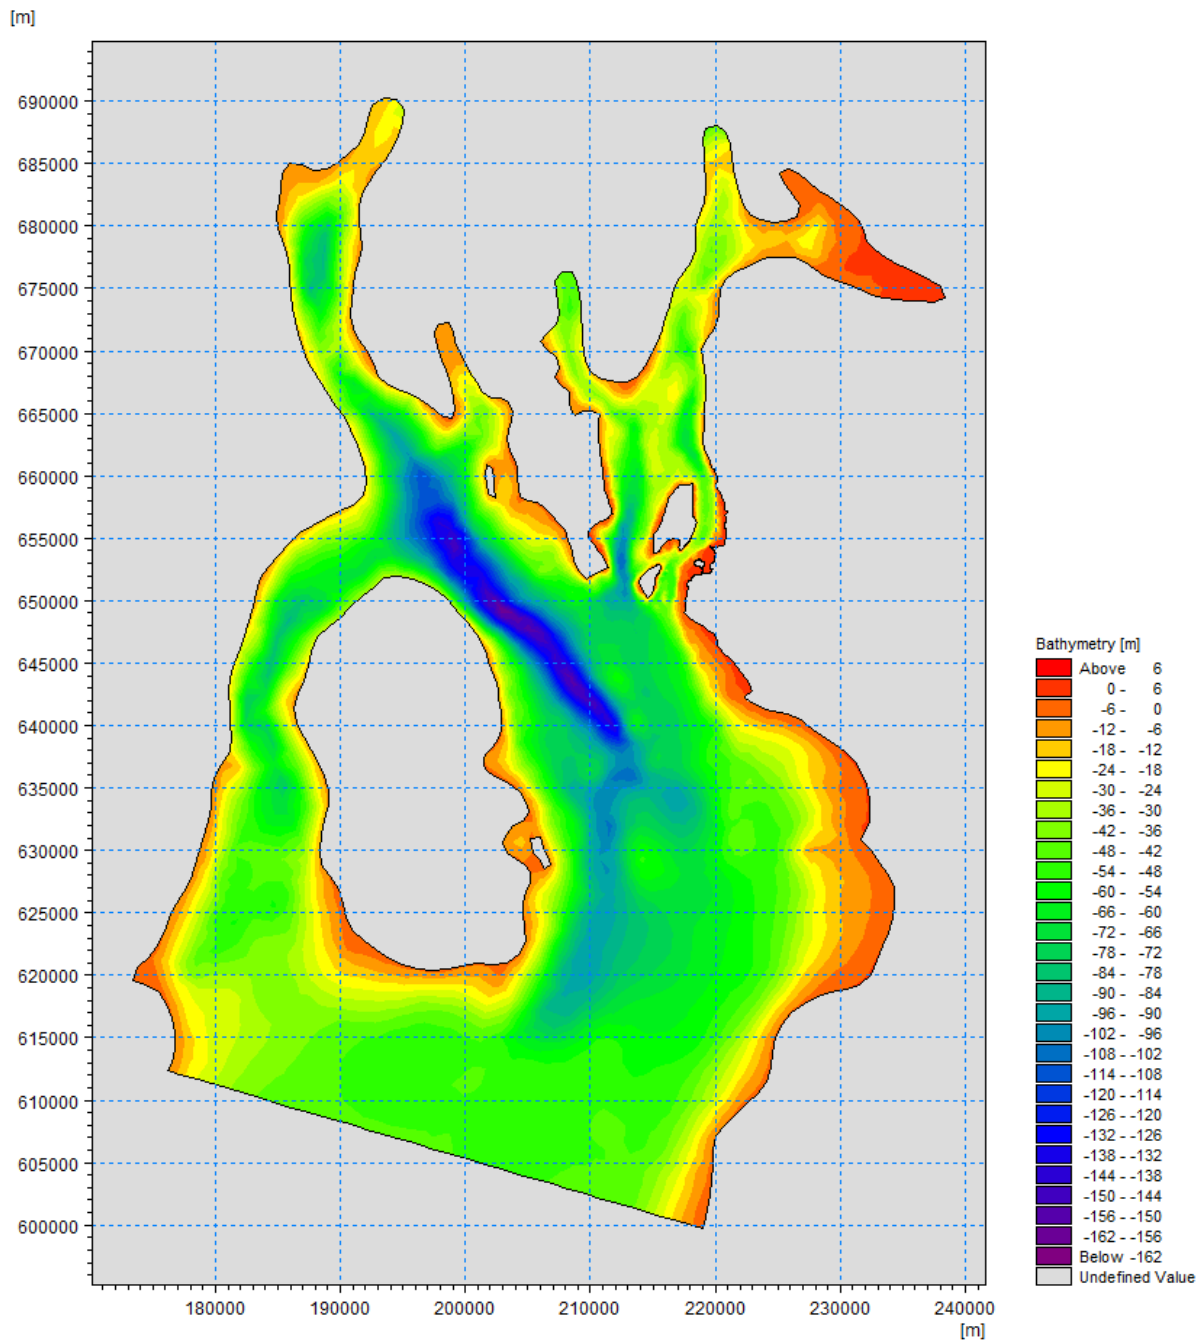 [m]
690000
685000
680000
675000
670000
665000
660000
655000
650000
645000
640000
635000
630000
625000
620000
615000
610000
605000
600000
180000 190000 200000 210000 220000 230000 240000
[m]
Bathymetry [m]
Above 6
0 - 6
-6 - 0
-12 - -6
-18 - -12
-24 - -18
-30 - -24
-36 - -30
-42 - -36
-48 - -42
-54 - -48
-60 - -54
-66 - -60
-72 - -66
-78 - -72
-84 - -78
-90 - -84
-96 - -90
-102 - -96
-108 - -102
-114 - -108
-120 - -114
-126 - -120
-132 - -126
-138 - -132
-144 - -138
-150 - -144
-156 - -150
-162 - -156
Below -162
Undefined Value